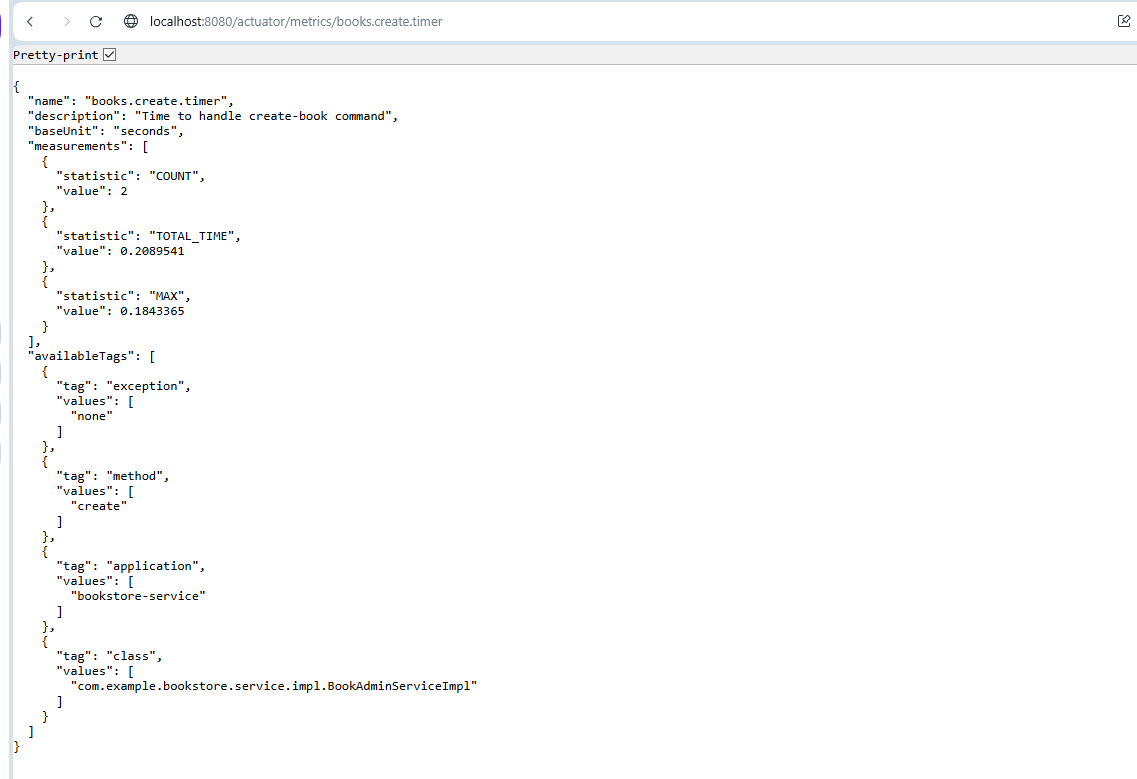 localhost:8080/actuator/metrics/books.create.timer
Pretty-print
{
  "name": "books.create.timer",
  "description": "Time to handle create-book command",
  "baseUnit": "seconds",
  "measurements": [
    {
      "statistic": "COUNT",
      "value": 2
    },
    {
      "statistic": "TOTAL_TIME",
      "value": 0.2089541
    },
    {
      "statistic": "MAX",
      "value": 0.1843365
    }
  ],
  "availableTags": [
    {
      "tag": "exception",
      "values": [
        "none"
      ]
    },
    {
      "tag": "method",
      "values": [
        "create"
      ]
    },
    {
      "tag": "application",
      "values": [
        "bookstore-service"
      ]
    },
    {
      "tag": "class",
      "values": [
        "com.example.bookstore.service.impl.BookAdminServiceImpl"
      ]
    }
  ]
}